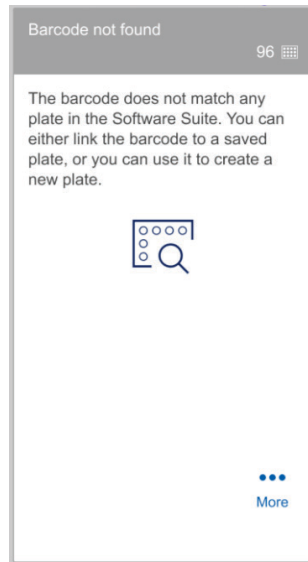 Barcode not found
96
The barcode does not match any
plate in the Software Suite. You can
either link the barcode to a saved
plate, or you can use it to create a
new plate.
More